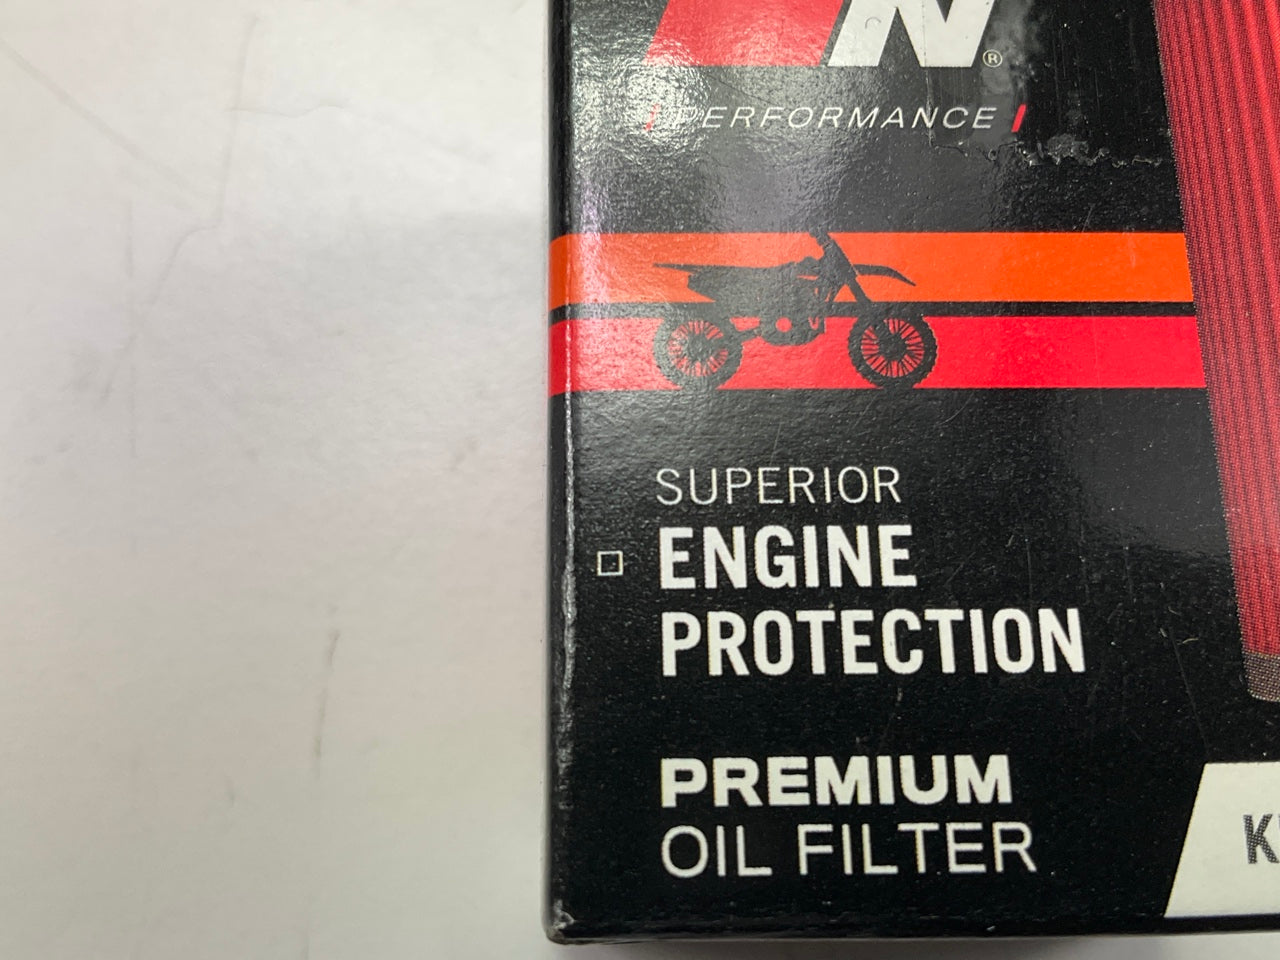 N®
/ PERFORMANCE /
SUPERIOR
ENGINE
PROTECTION
PREMIUM
OIL FILTER
K